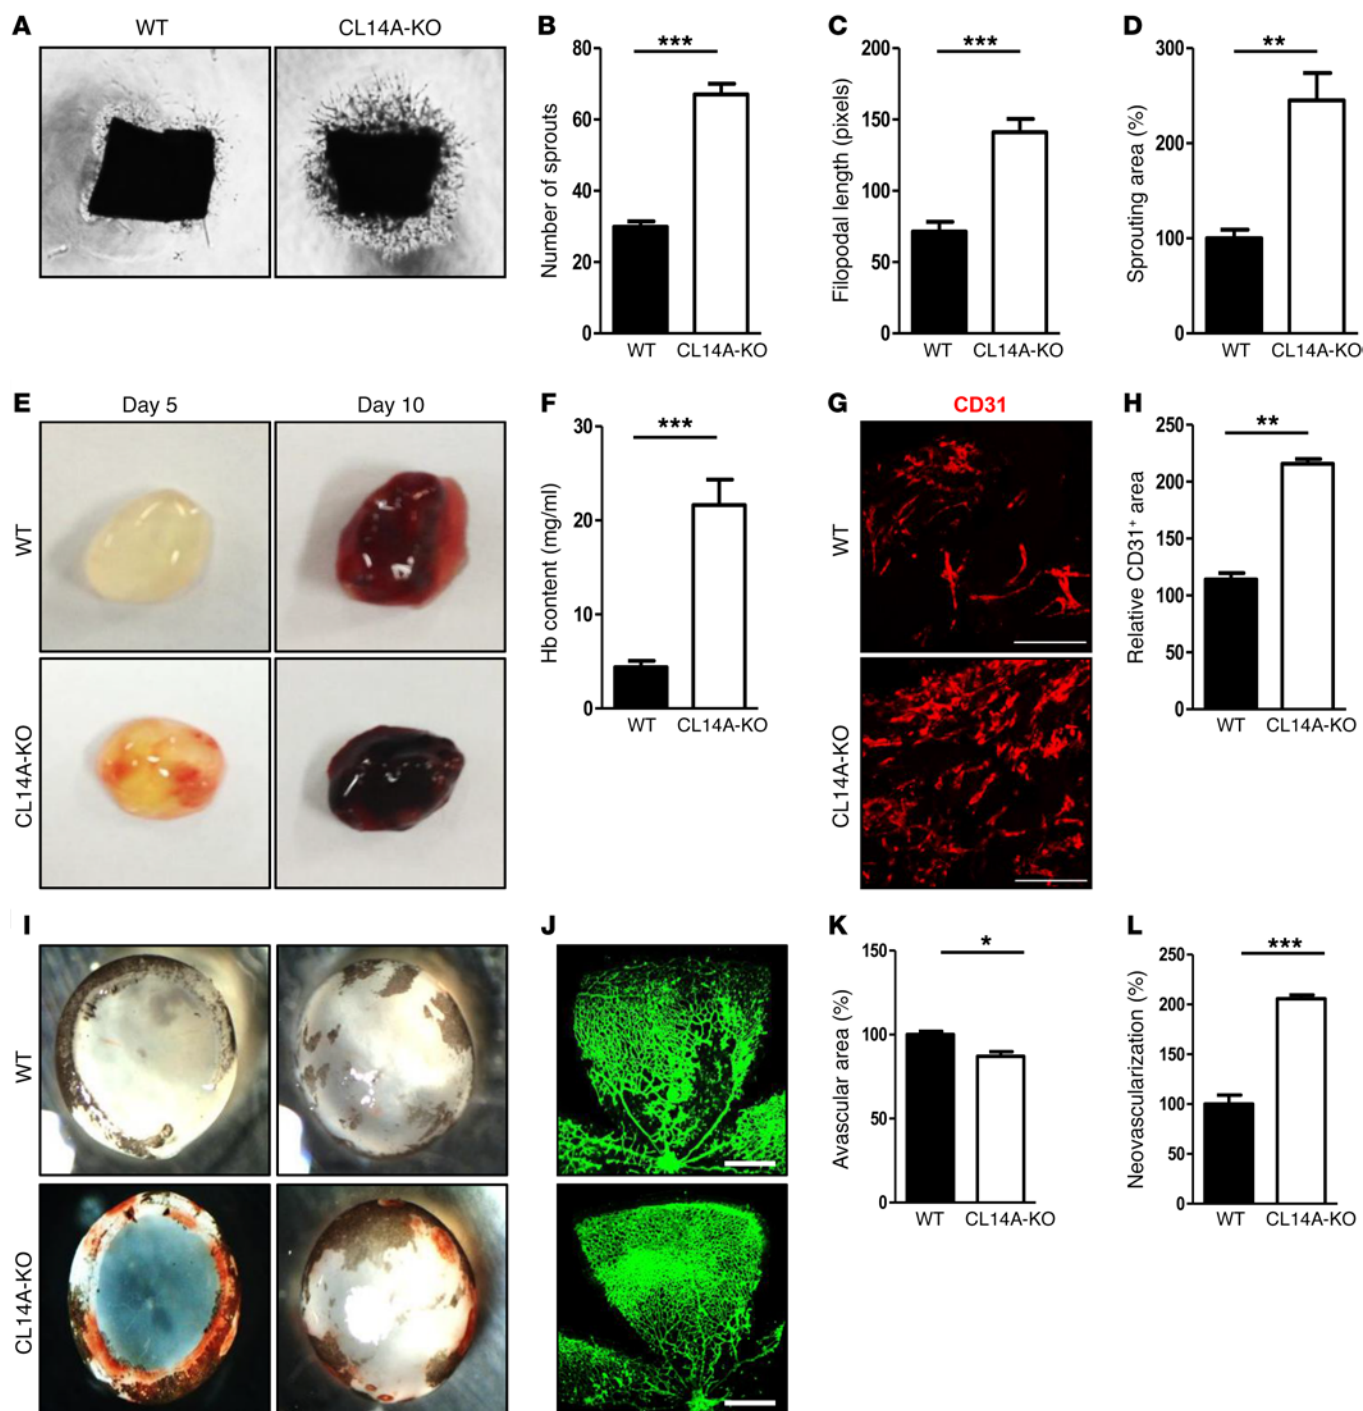 A
WT
CL14A-KO
B
Number of sprouts
80
60
40
20
0
***
WT
CL14A-KO
C
Filopodal length (pixels)
200
150
100
50
0
***
WT
CL14A-KO
D
Sprouting area (%)
300
200
100
0
**
WT
CL14A-KO
E
Day 5
Day 10
WT
CL14A-KO
F
Hb content (mg/ml)
30
20
10
0
***
WT
CL14A-KO
G
CD31
WT
CL14A-KO
H
Relative CD31+ area
250
200
150
100
50
0
**
WT
CL14A-KO
I
WT
CL14A-KO
J
K
Avascular area (%)
150
100
50
0
*
WT
CL14A-KO
L
Neovascularization (%)
250
200
150
100
50
0
***
WT
CL14A-KO